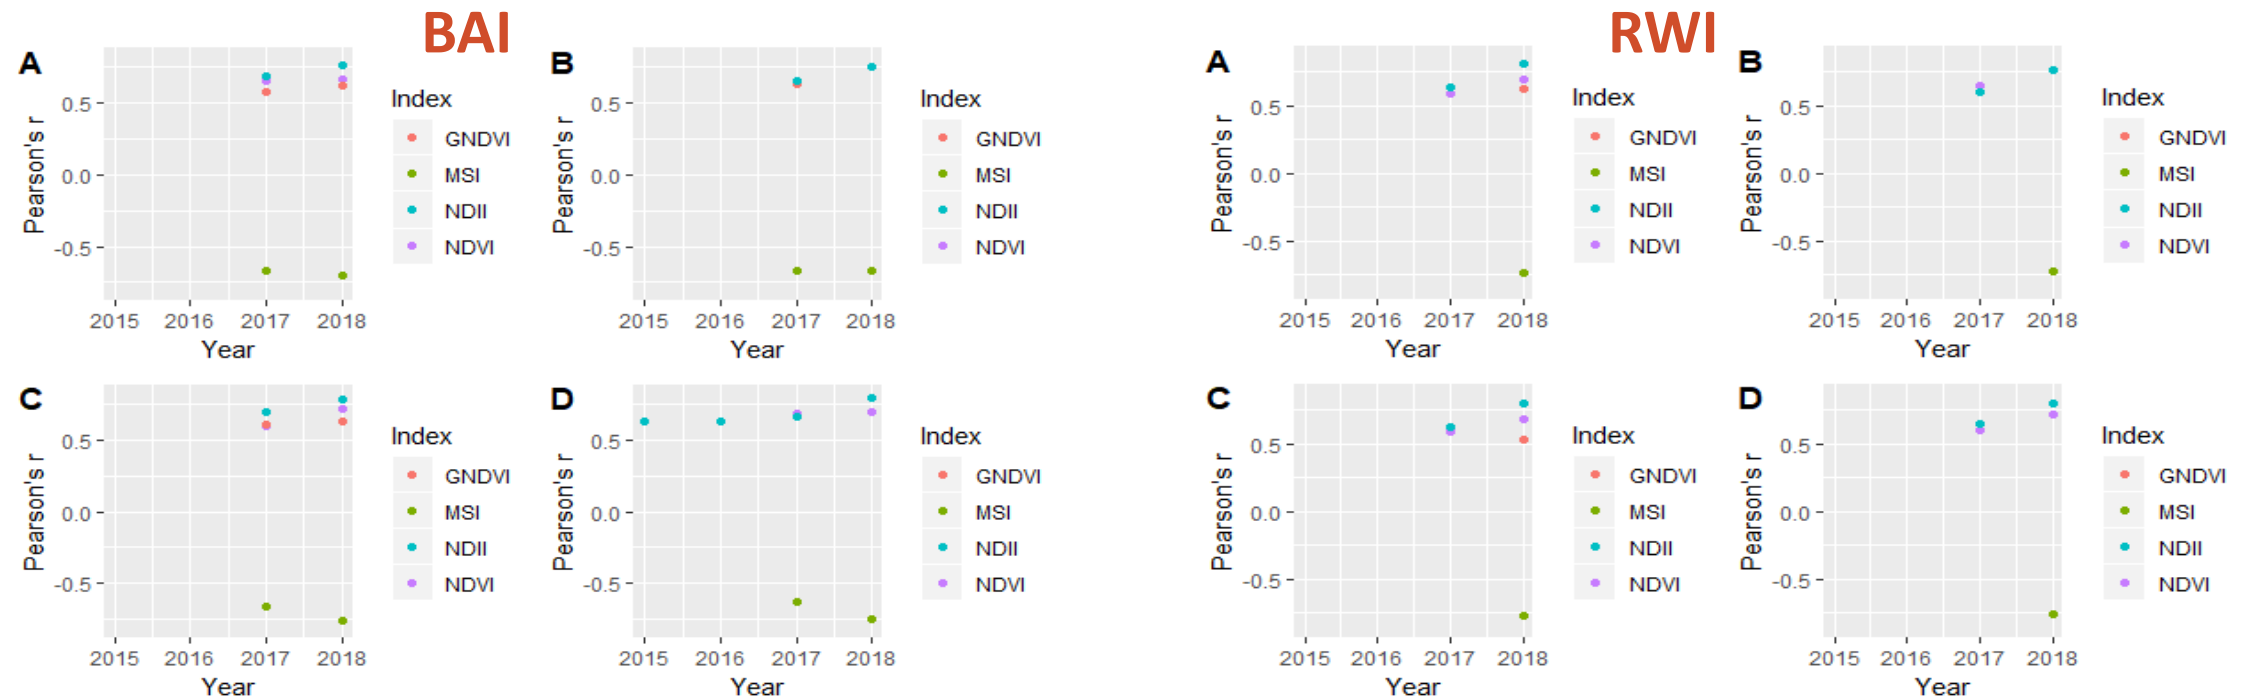 BAI
RWI
A
Pearson's r
0.5
0.0
-0.5
2015 2016 2017 2018
Year
Index
GNDVI
MSI
NDII
NDVI
B
Pearson's r
0.5
0.0
-0.5
2015 2016 2017 2018
Year
Index
GNDVI
MSI
NDII
NDVI
A
Pearson's r
0.5
0.0
-0.5
2015 2016 2017 2018
Year
Index
GNDVI
MSI
NDII
NDVI
B
Pearson's r
0.5
0.0
-0.5
2015 2016 2017 2018
Year
Index
GNDVI
MSI
NDII
NDVI
C
Pearson's r
0.5
0.0
-0.5
2015 2016 2017 2018
Year
Index
GNDVI
MSI
NDII
NDVI
D
Pearson's r
0.5
0.0
-0.5
2015 2016 2017 2018
Year
Index
GNDVI
MSI
NDII
NDVI
C
Pearson's r
0.5
0.0
-0.5
2015 2016 2017 2018
Year
Index
GNDVI
MSI
NDII
NDVI
D
Pearson's r
0.5
0.0
-0.5
2015 2016 2017 2018
Year
Index
GNDVI
MSI
NDII
NDVI